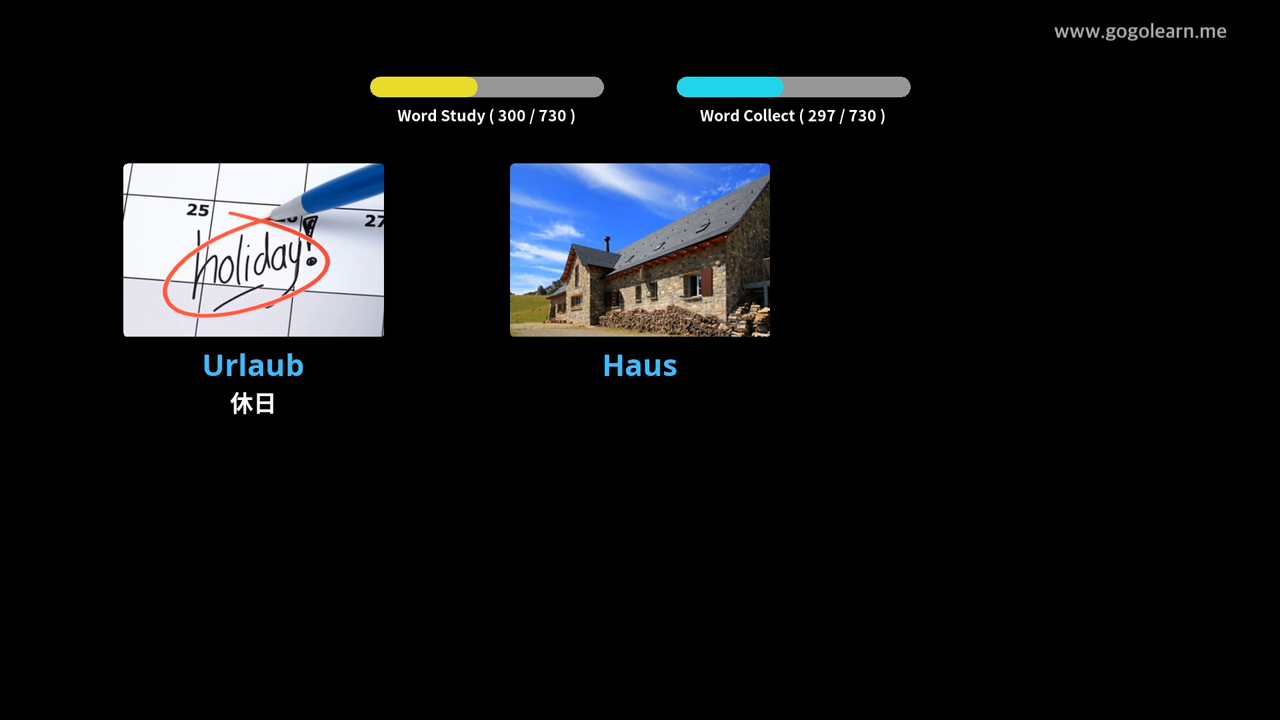 www.gogolearn.me
Word Study ( 300 / 730 )
Word Collect ( 297 / 730 )
25
27
holiday!
Urlaub
休日
Haus